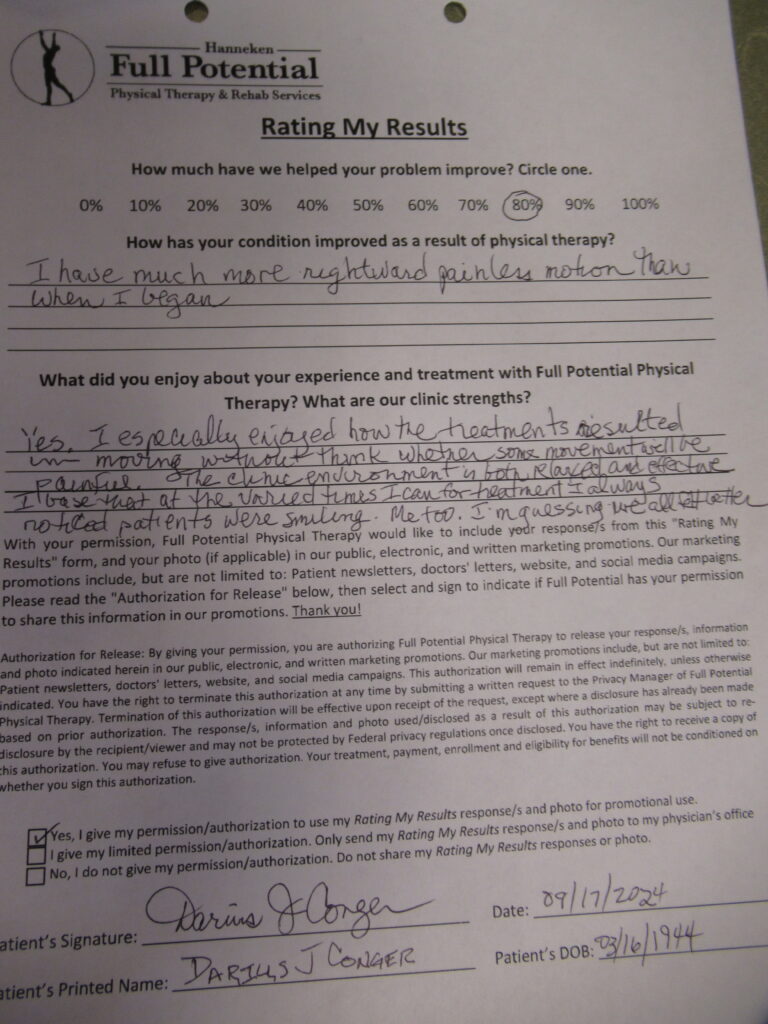 Hanneken
Full Potential
Physical Therapy & Rehab Services
Rating My Results
How much have we helped your problem improve? Circle one.
0% 10% 20% 30% 40% 50% 60% 70% 80% 90% 100%
How has your condition improved as a result of physical therapy?
I have much more rightward painless motion than
when I began
What did you enjoy about your experience and treatment with Full Potential Physical
Therapy? What are our clinic strengths?
Yes. I especially enjoyed how the treatments resulted
in moving without think whether some movement will be
painful. The clinic environment is both relaxed and effective
I base that at the varied times I can for treatment I always
noticed patients were smiling. Me too. I'm guessing we all better
With your permission, Full Potential Physical Therapy would like to include your response/s from this "Rating My
Results" form, and your photo (if applicable) in our public, electronic, and written marketing promotions. Our marketing
promotions include, but are not limited to: Patient newsletters, doctors' letters, website, and social media campaigns.
Please read the "Authorization for Release" below, then select and sign to indicate if Full Potential has your permission
to share this information in our promotions. Thank you!
Authorization for Release: By giving your permission, you are authorizing Full Potential Physical Therapy to release your response/s, information
and photo indicated herein in our public, electronic, and written marketing promotions. Our marketing promotions include, but are not limited to:
Patient newsletters, doctors' letters, website, and social media campaigns. This authorization will remain in effect indefinitely, unless otherwise
indicated. You have the right to terminate this authorization at any time by submitting a written request to the Privacy Manager of Full Potential
Physical Therapy. Termination of this authorization will be effective upon receipt of the request, except where a disclosure has already been made
based on prior authorization. The response/s, information and photo used/disclosed as a result of this authorization may be subject to re-
disclosure by the recipient/viewer and may not be protected by Federal privacy regulations once disclosed. You have the right to receive a copy of
this authorization. You may refuse to give authorization. Your treatment, payment, enrollment and eligibility for benefits will not be conditioned on
whether you sign this authorization.
Yes, I give my permission/authorization to use my Rating My Results response/s and photo for promotional use.
I give my limited permission/authorization. Only send my Rating My Results response/s and photo to my physician's office
No, I do not give my permission/authorization. Do not share my Rating My Results responses or photo.
atient's Signature: Darius J Conger Date: 09/17/2024
atient's Printed Name: DARIUS J CONGER Patient's DOB: 03/16/1944